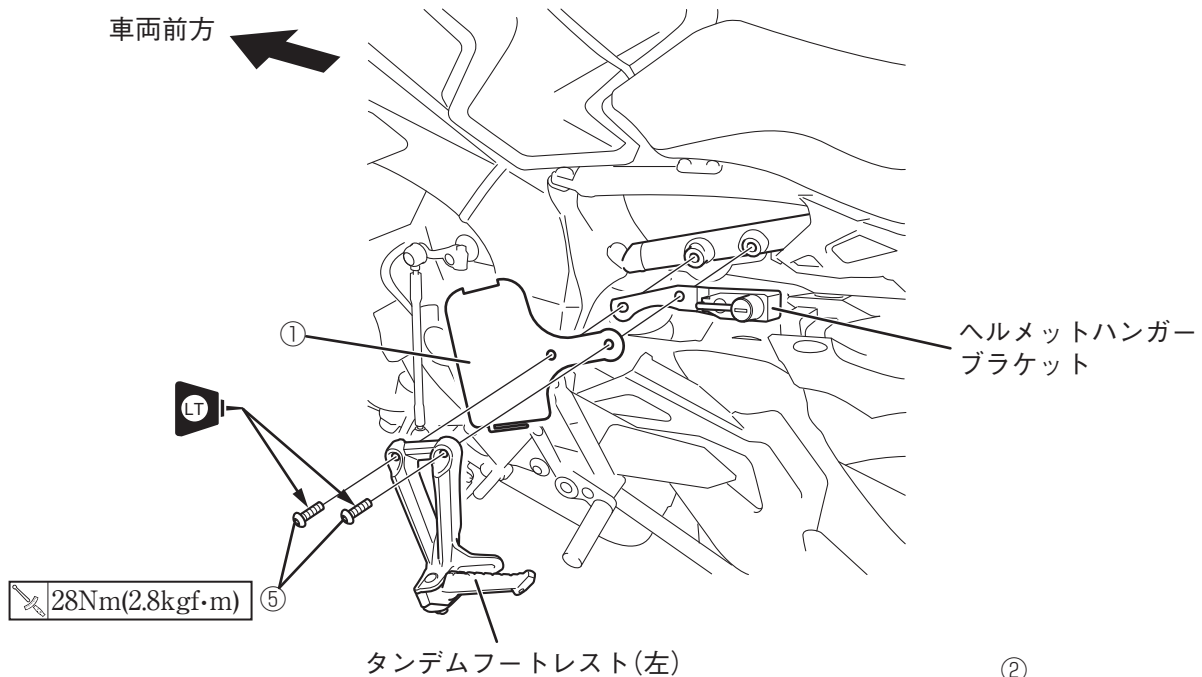 車両前方
①
ヘルメットハンガー
ブラケット
LT
28Nm(2.8kgf·m)
⑤
タンデムフートレスト(左)
②